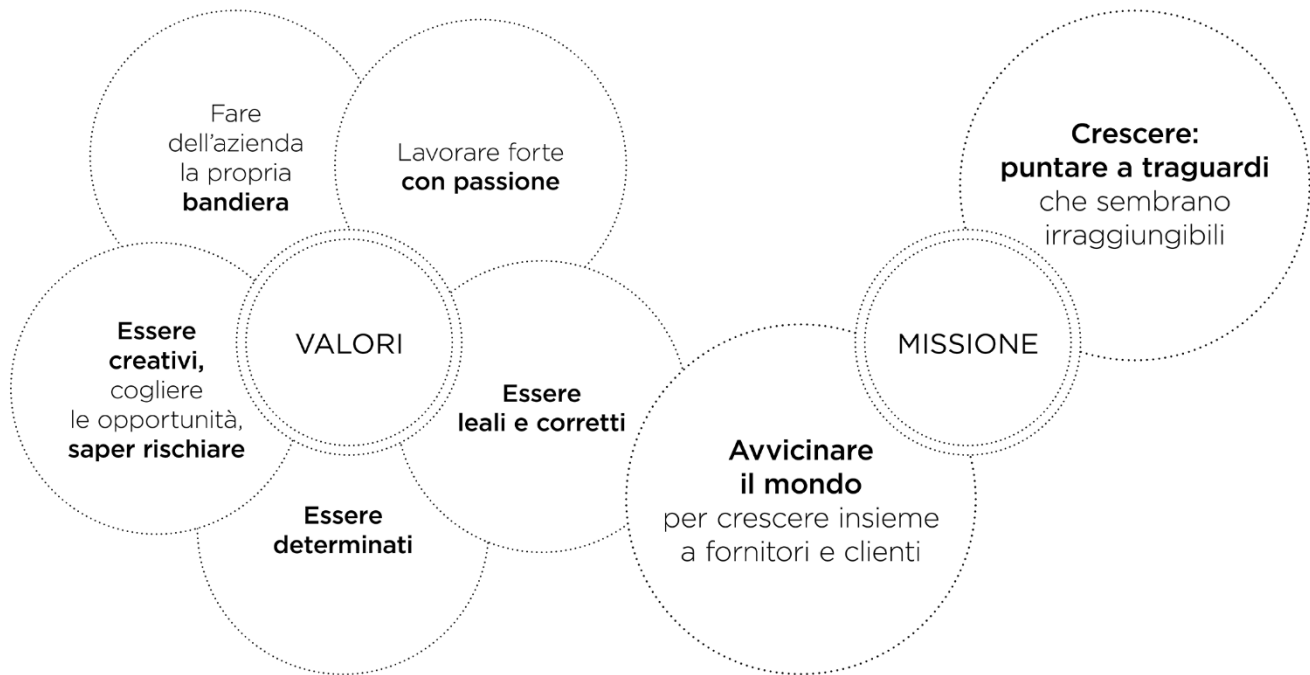 Fare
dell'azienda
la propria
bandiera
Lavorare forte
con passione
Essere
creativi,
cogliere
le opportunità,
saper rischiare
VALORI
Essere
leali e corretti
Essere
determinati
Crescere:
puntare a traguardi
che sembrano
irraggiungibili
MISSIONE
Avvicinare
il mondo
per crescere insieme
a fornitori e clienti